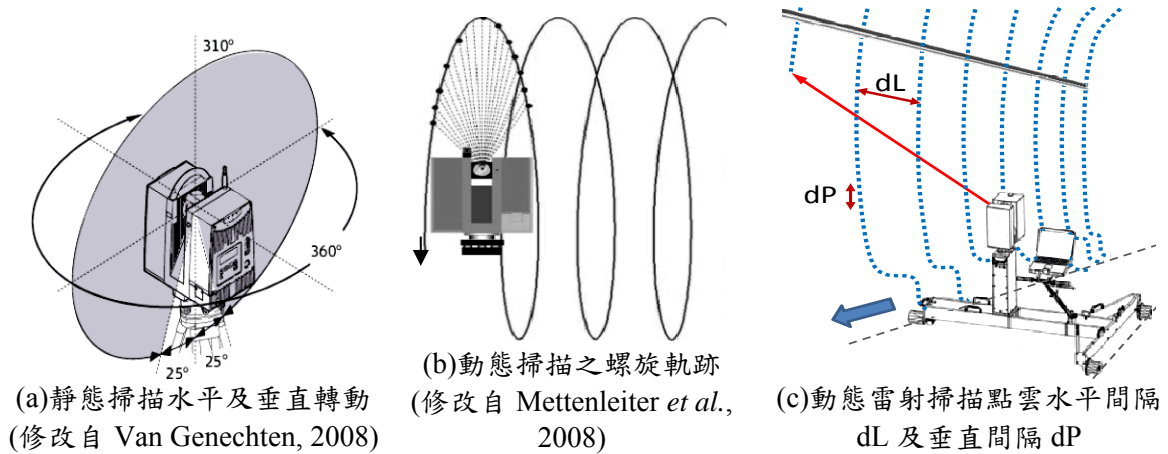 310°
360°
25°
25°
(a)靜態掃描水平及垂直轉動
(修改自 Van Genechten, 2008)
(b)動態掃描之螺旋軌跡
(修改自 Mettenleiter et al.,
2008)
dL
dP
(c)動態雷射掃描點雲水平間隔
dL 及垂直間隔 dP